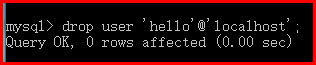 mysql> drop user 'hello'@'localhost';
Query OK, 0 rows affected (0.00 sec)